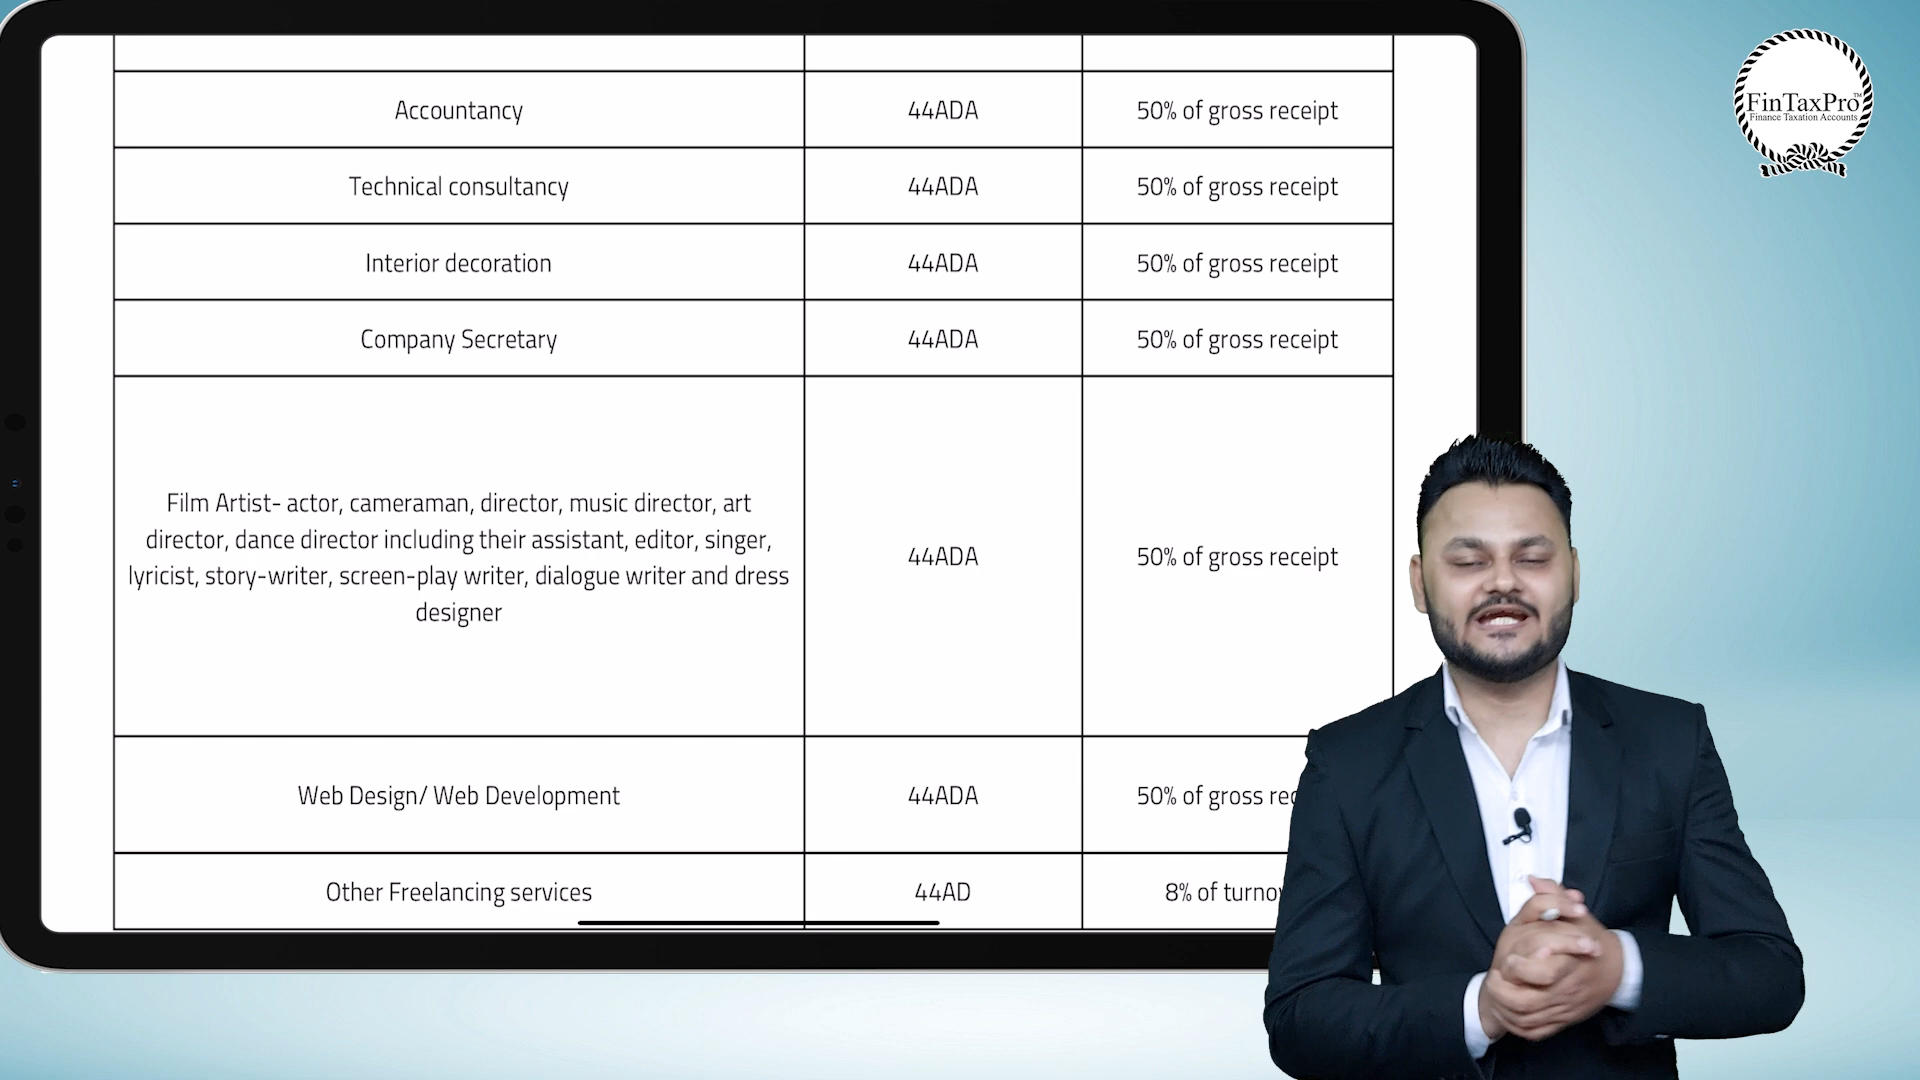 Accountancy 44ADA 50% of gross receipt
Technical consultancy 44ADA 50% of gross receipt
Interior decoration 44ADA 50% of gross receipt
Company Secretary 44ADA 50% of gross receipt
Film Artist- actor, cameraman, director, music director, art
director, dance director including their assistant, editor, singer,
lyricist, story-writer, screen-play writer, dialogue writer and dress
designer
44ADA 50% of gross receipt
Web Design/ Web Development 44ADA 50% of gross
Other Freelancing services 44AD 8% of
FinTaxPro™
Finance Taxation Accounts